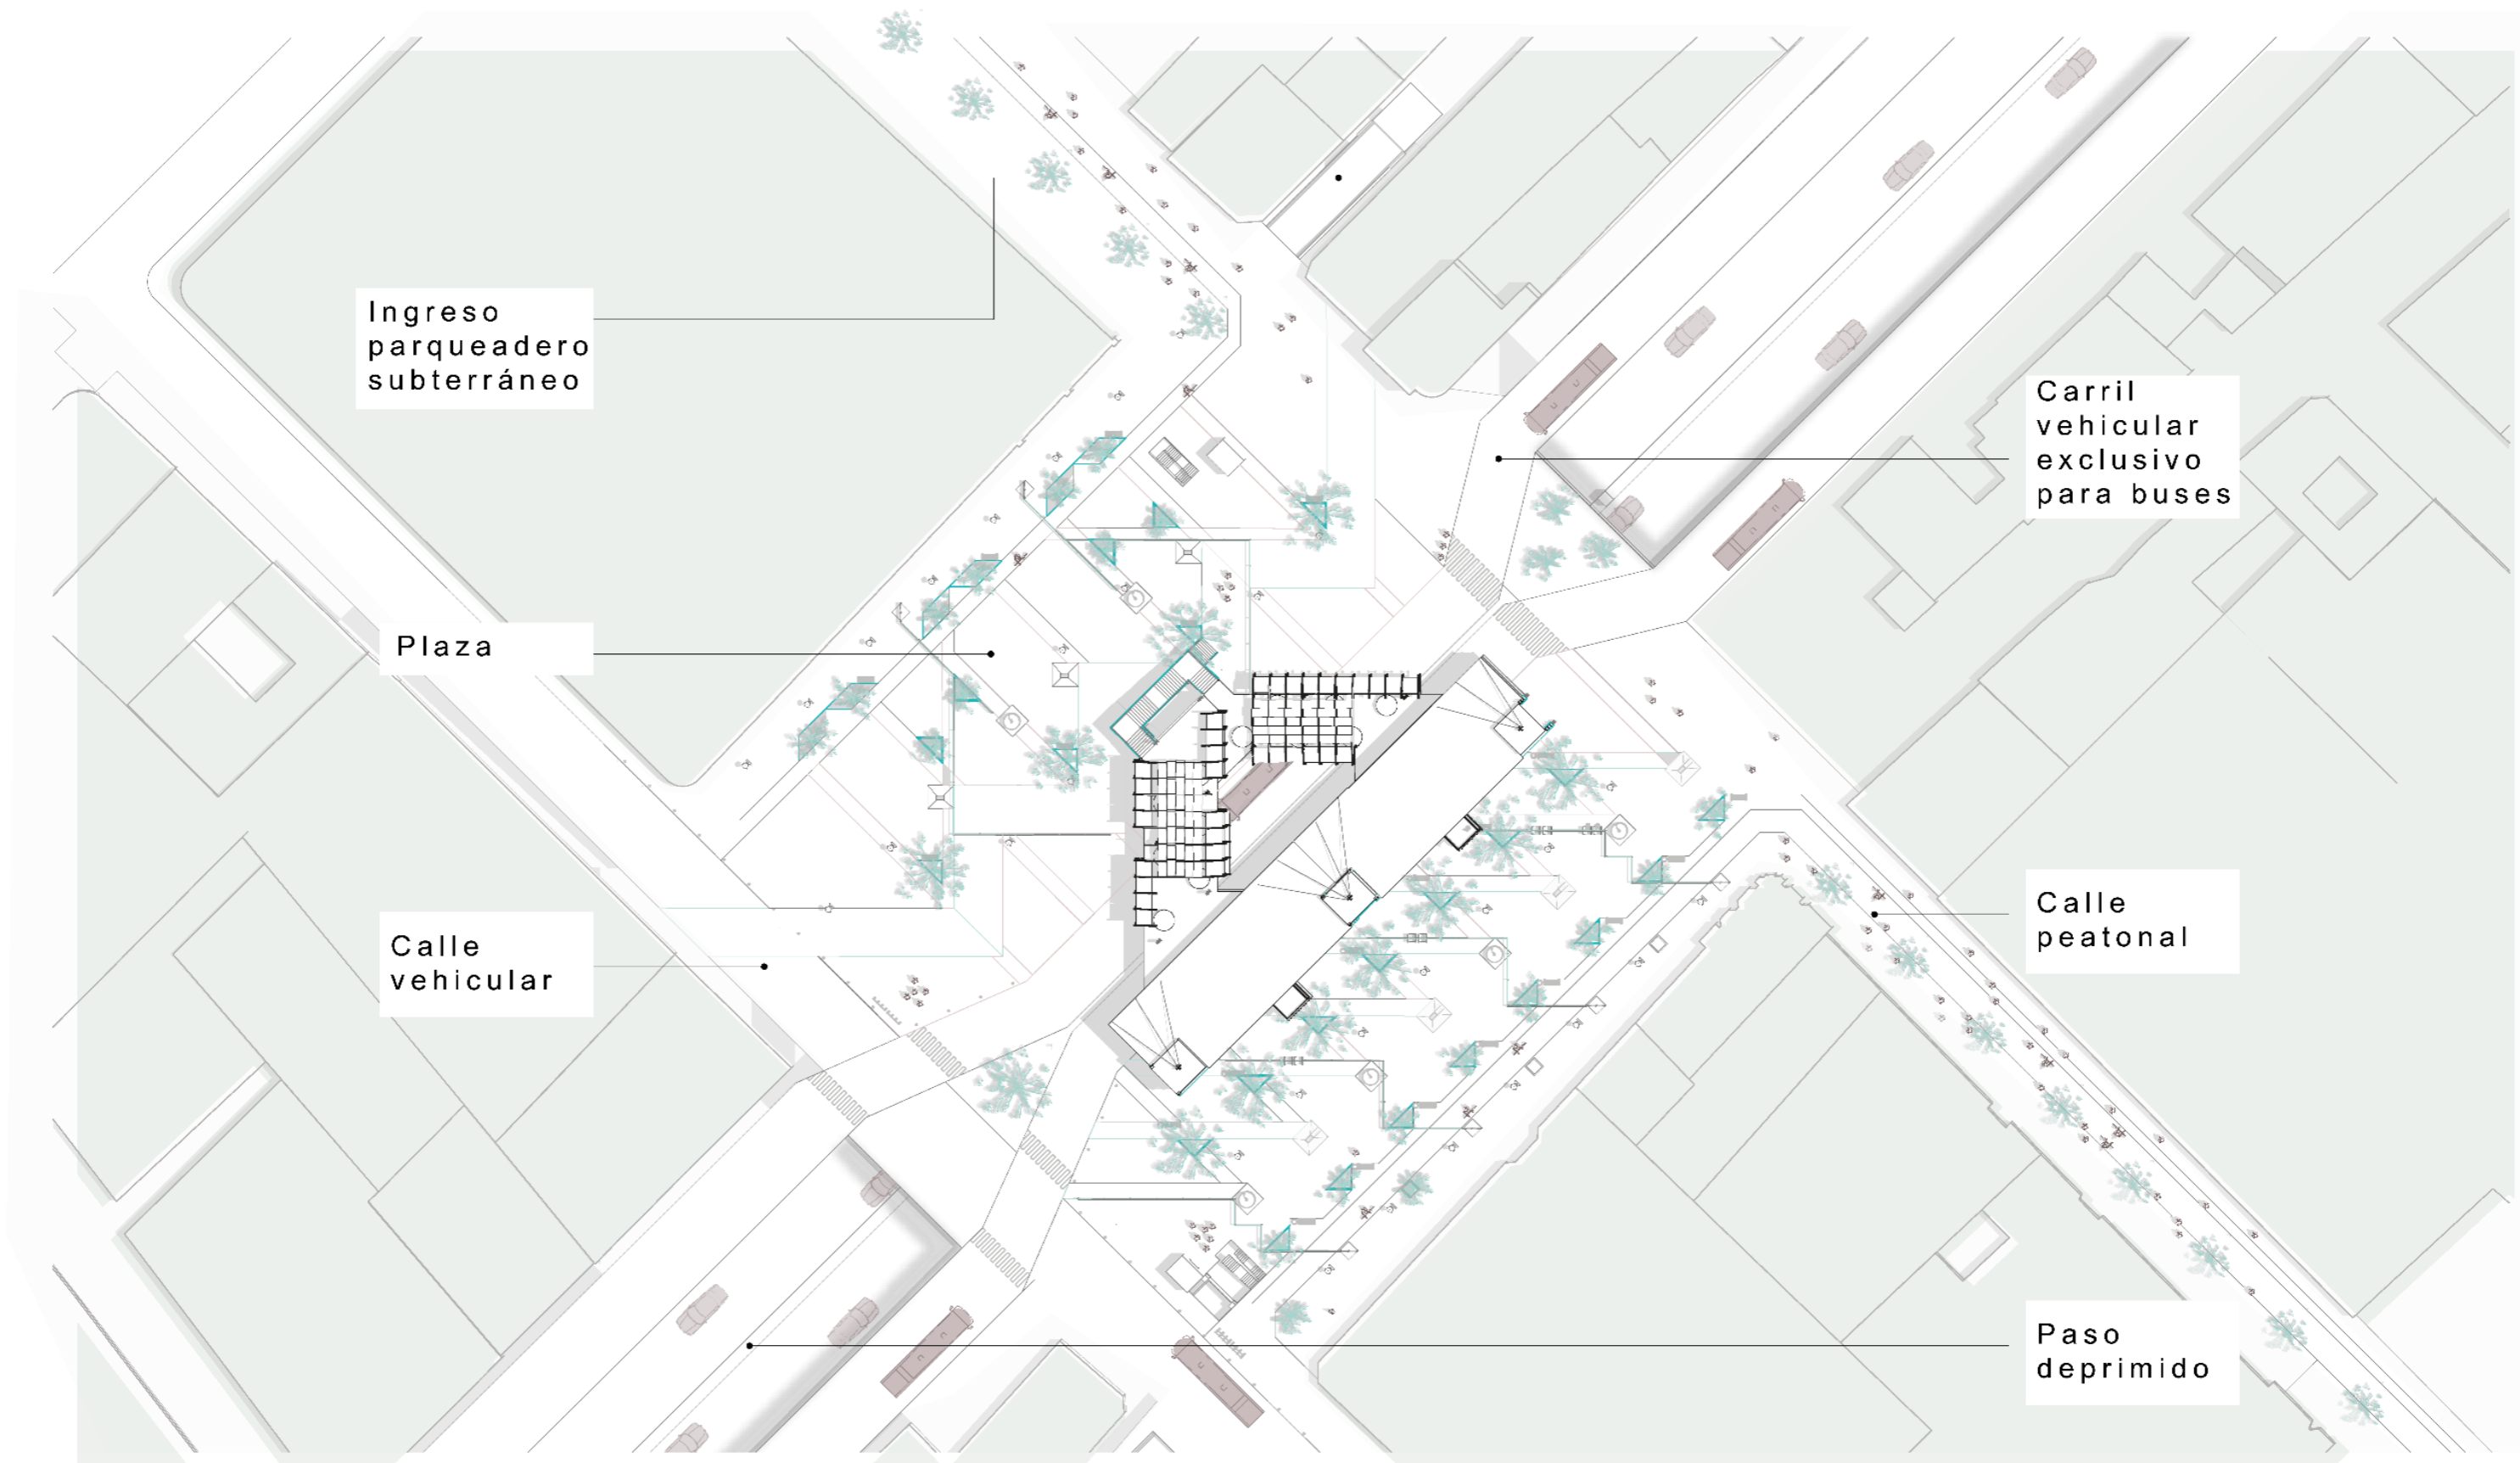 Ingreso
parqueadero
subterráneo
Plaza
Calle
vehicular
Carril
vehicular
exclusivo
para buses
Calle
peatonal
Paso
deprimido